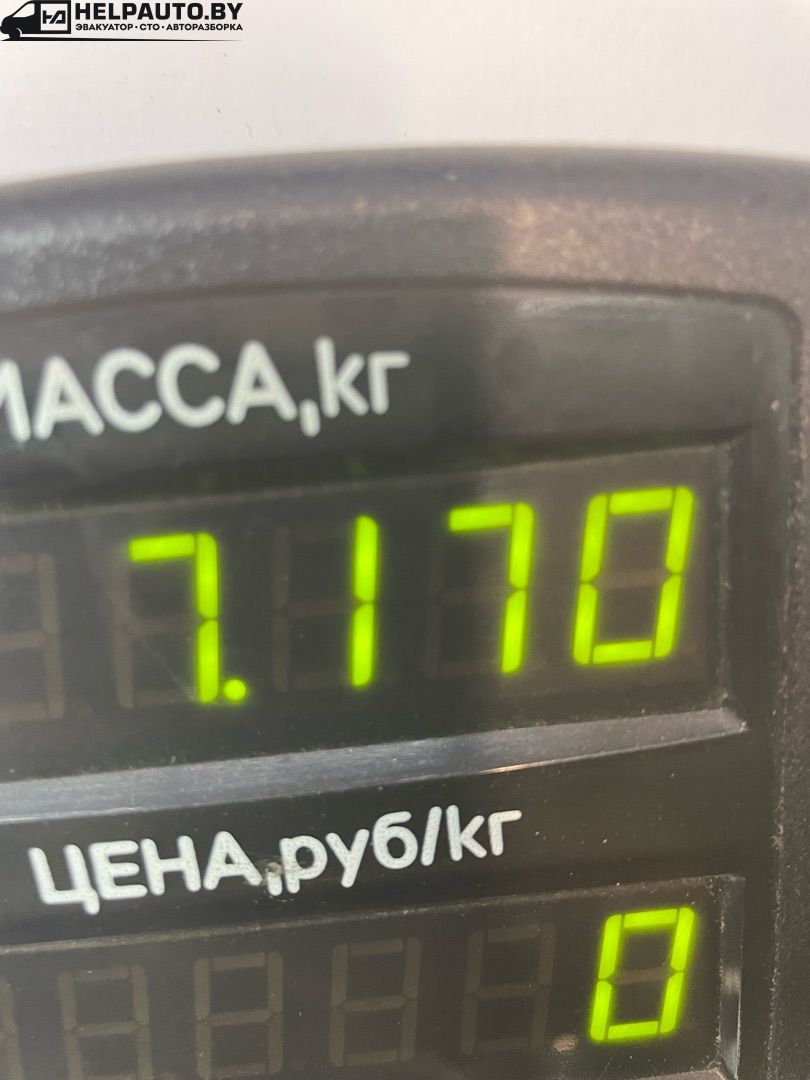 HELPAUTO.BY
ЭВАКУАТОР · СТО · АВТОРАЗБОРКА
МАССА,кг
7.170
ЦЕНА,руб/кг
0